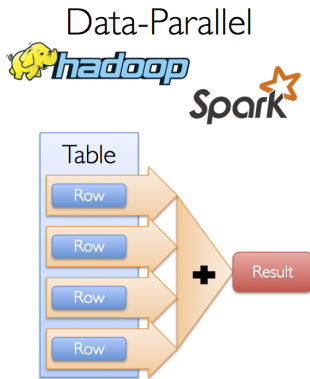 Data-Parallel
hadoop
Spark
Table
Row
Row
Row
Row
+
Result